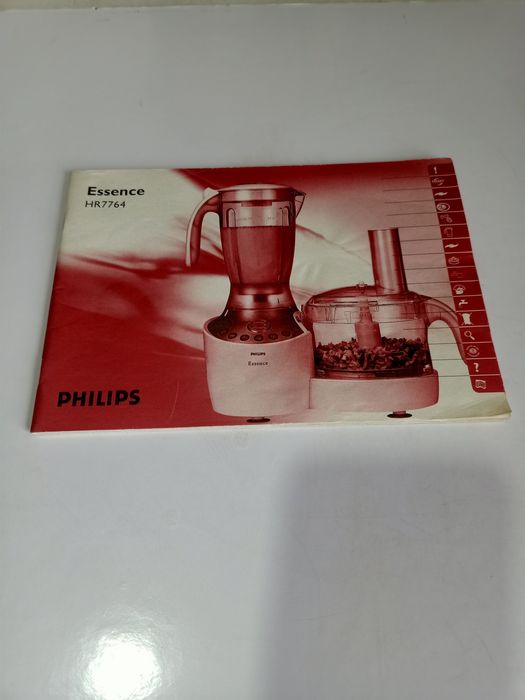 Essence
HR7764
PHILIPS
Essence
PHILIPS
!
?